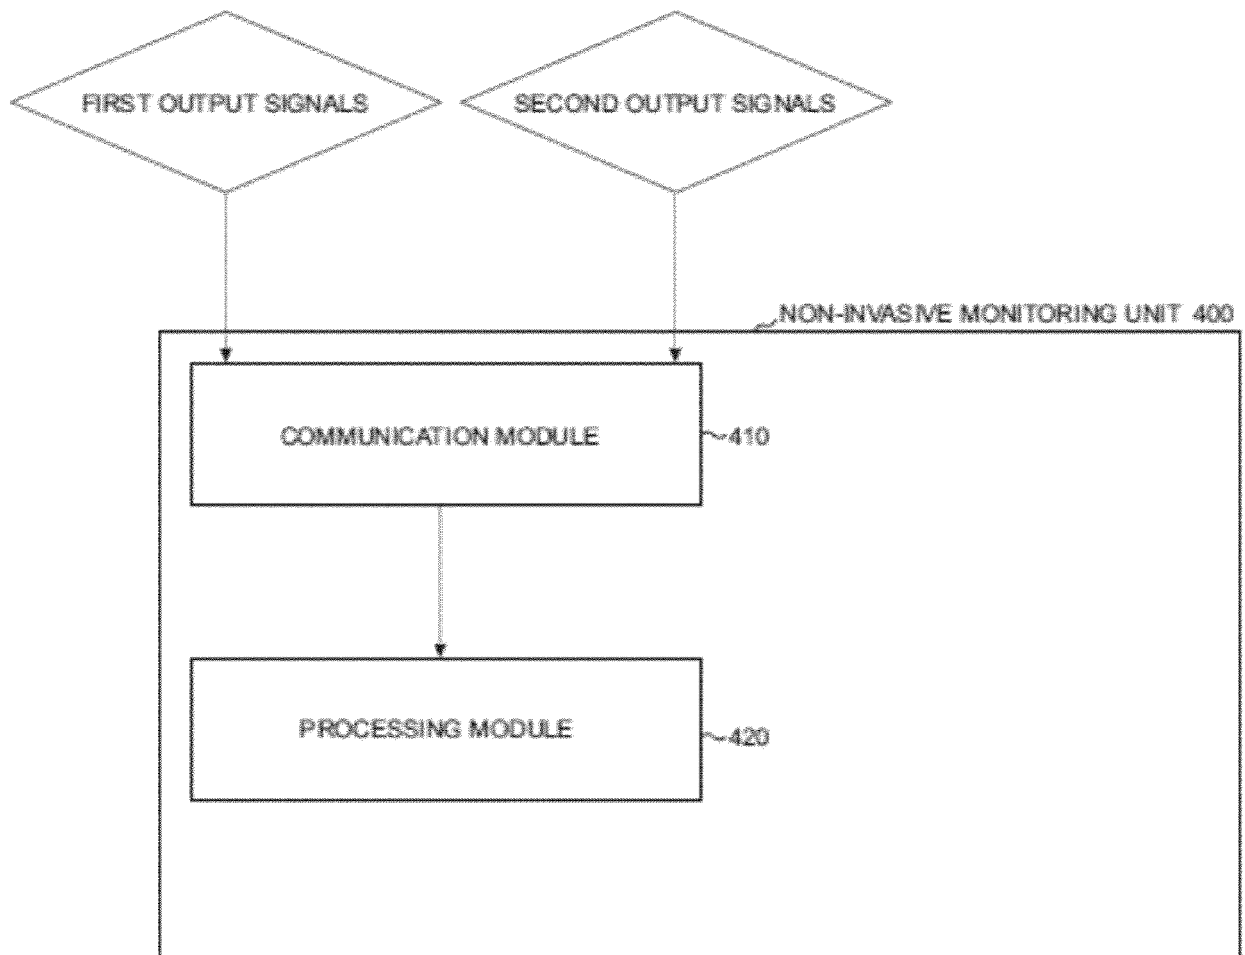 FIRST OUTPUT SIGNALS
SECOND OUTPUT SIGNALS
NON-INVASIVE MONITORING UNIT 400
COMMUNICATION MODULE
410
PROCESSING MODULE
420